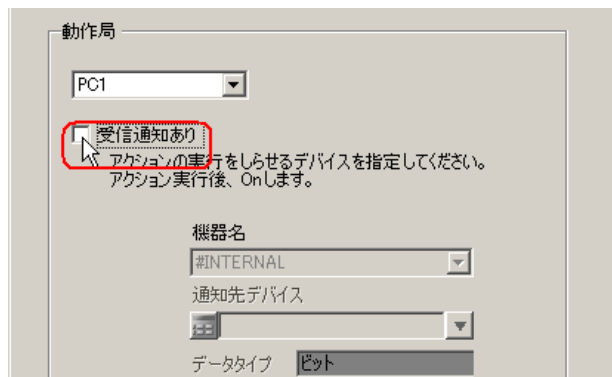 動作局
PC1
受信通知あり
アクションの実行をしらせるデバイスを指定してください。
アクション実行後、Onします。
機器名
#INTERNAL
通知先デバイス
データタイプ ビット